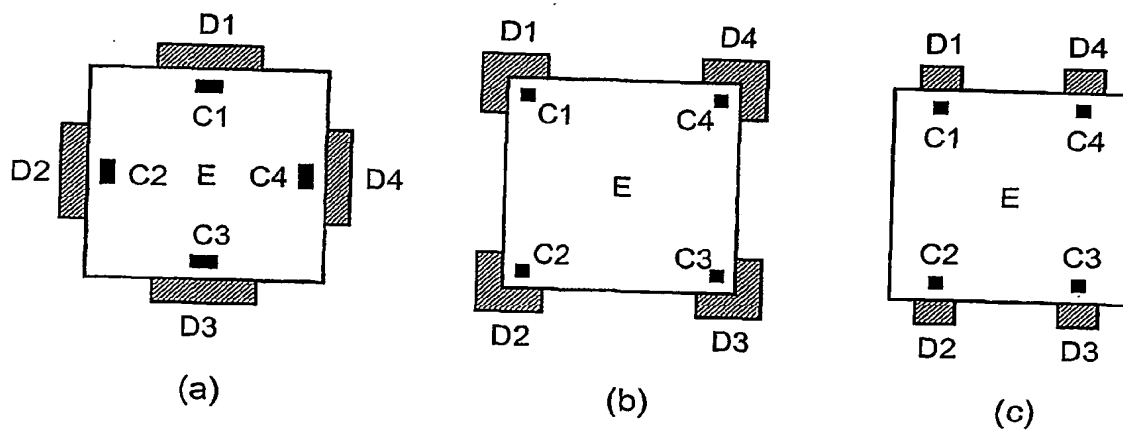 D1
C1
D2 C2 E C4 D4
C3
D3
(a)
D1 D4
C1 C4
E
C2 C3
D2 D3
(b)
D1 D4
C1 C4
E
C2 C3
D2 D3
(c)